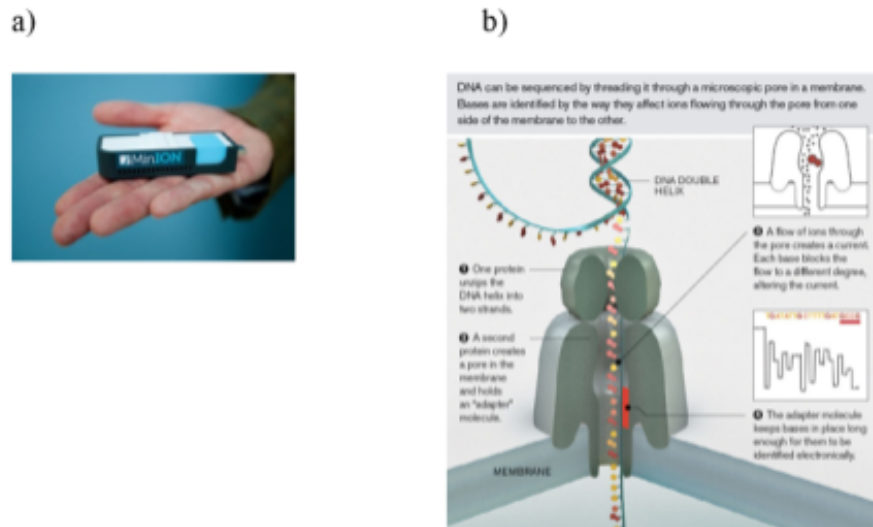 a)
b)
MinION
DNA can be sequenced by threading it through a microscopic pore in a membrane.
Bases are identified by the way they affect ions flowing through the pore from one
side of the membrane to the other.
DNA DOUBLE
HELIX
❶ One protein
unzips the
DNA helix into
two strands.
❷ A second
protein creates
a pore in the
membrane
and holds
an "adapter"
molecule.
❸ A flow of ions through
the pore creates a current.
Each base blocks the
flow to a different degree,
altering the current.
❹ The adapter molecule
keeps bases in place long
enough for them to be
identified electronically.
MEMBRANE